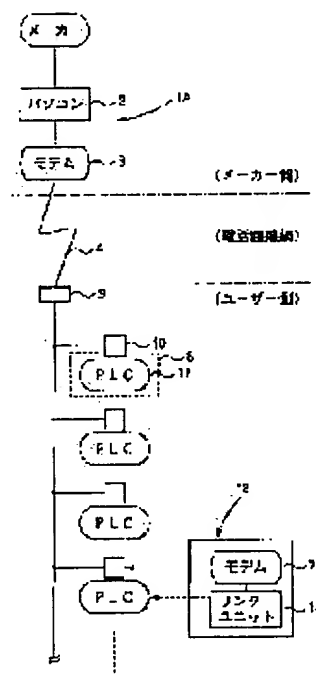 メーカ
パソコン
2
1A
モデム
3
(メーカー側)
(電話回線網)
4
(ユーザー側)
9
10
6
PLC
11
PLC
PLC
12
モデム
7
PLC
リンク
ユニット